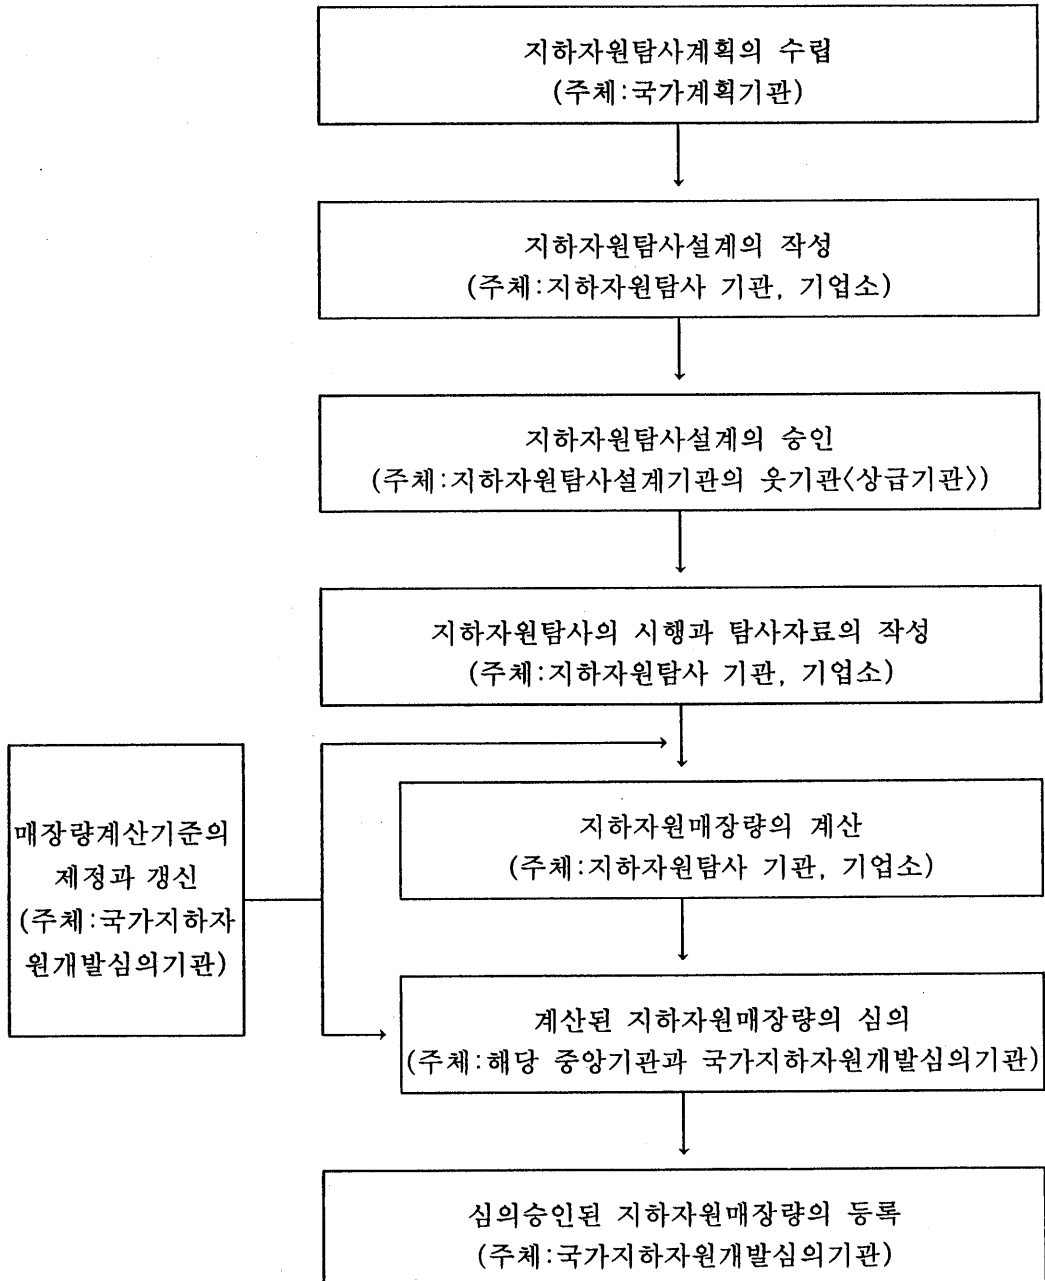 지하자원탐사계획의 수립
(주체:국가계획기관)
지하자원탐사설계의 작성
(주체:지하자원탐사 기관, 기업소)
지하자원탐사설계의 승인
(주체:지하자원탐사설계기관의 웃기관〈상급기관〉)
지하자원탐사의 시행과 탐사자료의 작성
(주체:지하자원탐사 기관, 기업소)
매장량계산기준의
제정과 갱신
(주체:국가지하자
원개발심의기관)
지하자원매장량의 계산
(주체:지하자원탐사 기관, 기업소)
계산된 지하자원매장량의 심의
(주체:해당 중앙기관과 국가지하자원개발심의기관)
심의승인된 지하자원매장량의 등록
(주체:국가지하자원개발심의기관)